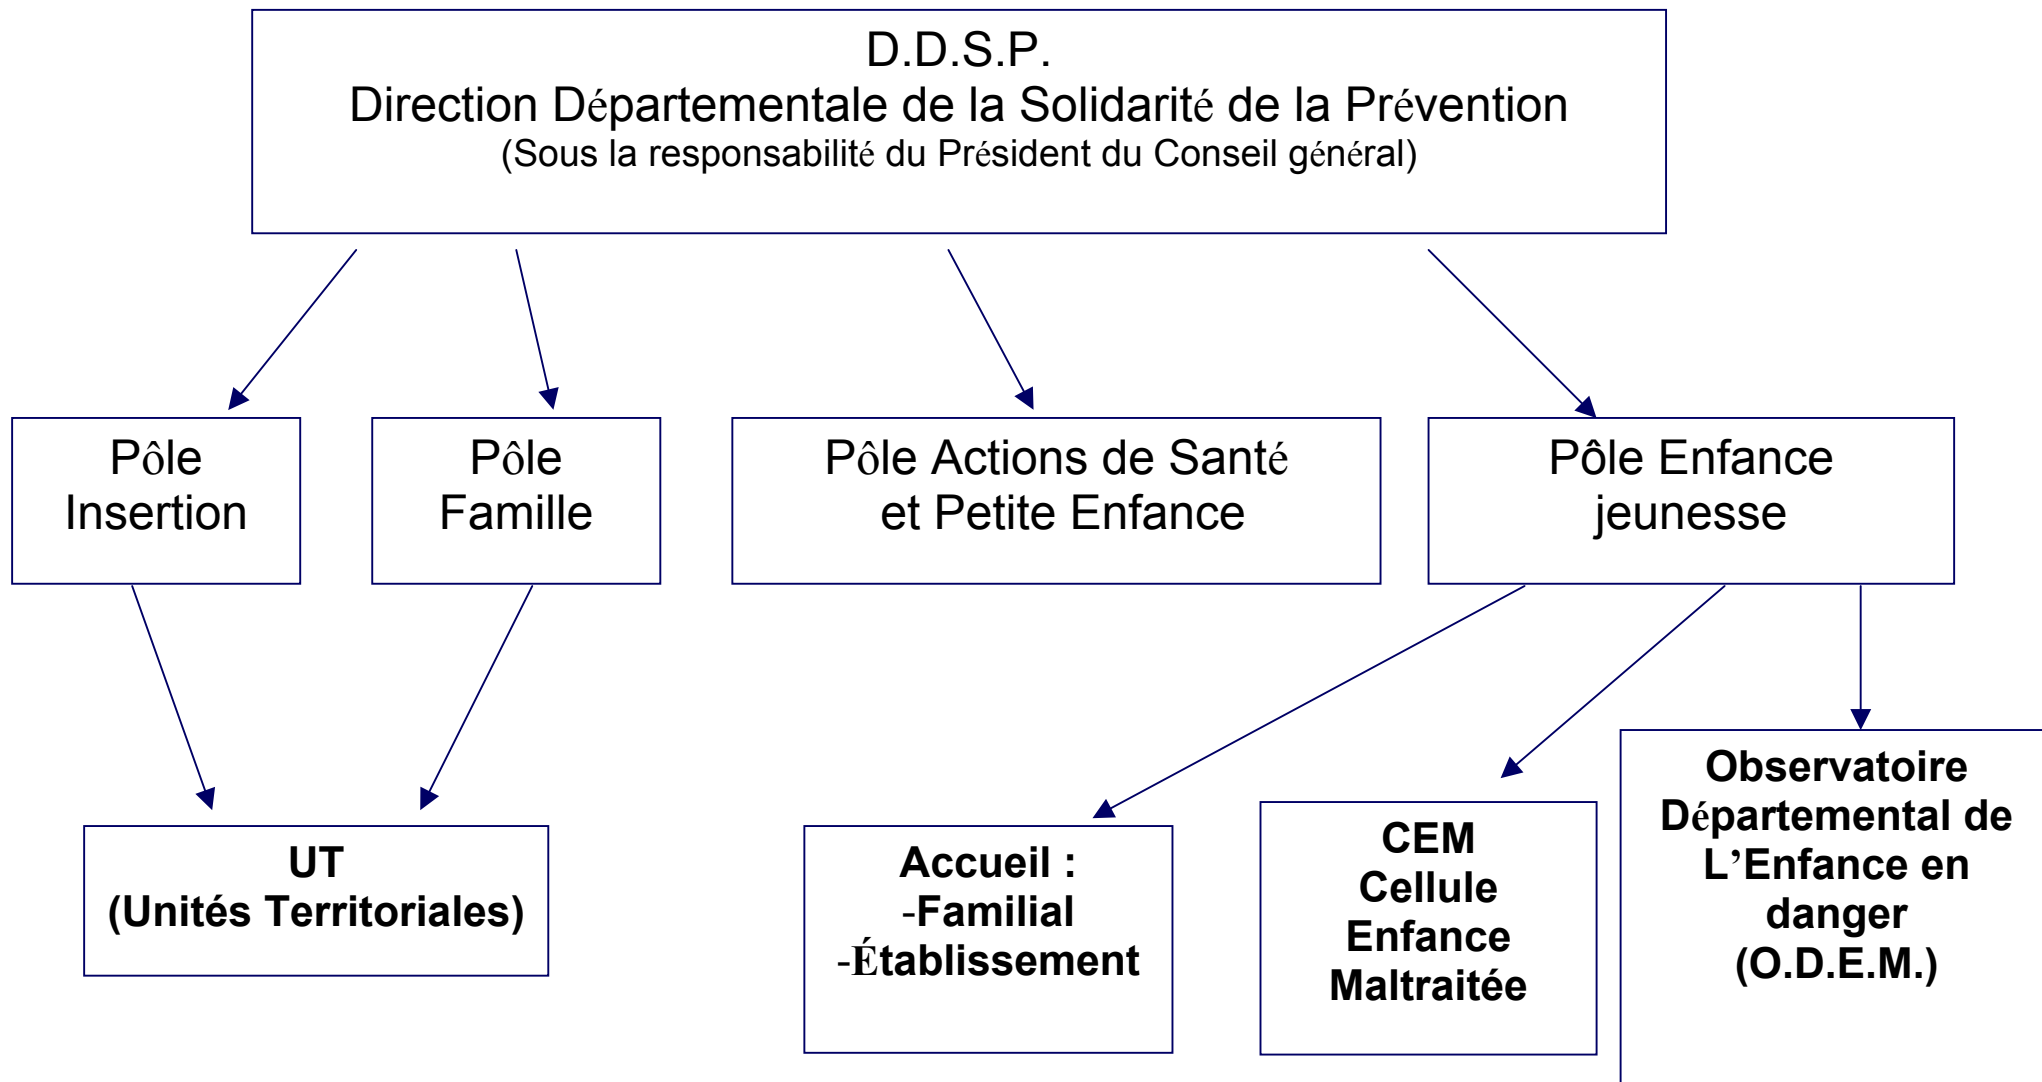 D.D.S.P.
Direction Départementale de la Solidarité de la Prévention
(Sous la responsabilité du Président du Conseil général)
Pôle
Insertion
Pôle
Famille
Pôle Actions de Santé
et Petite Enfance
Pôle Enfance
jeunesse
UT
(Unités Territoriales)
Accueil :
-Familial
-Établissement
CEM
Cellule
Enfance
Maltraitée
Observatoire
Départemental de
L’Enfance en
danger
(O.D.E.M.)